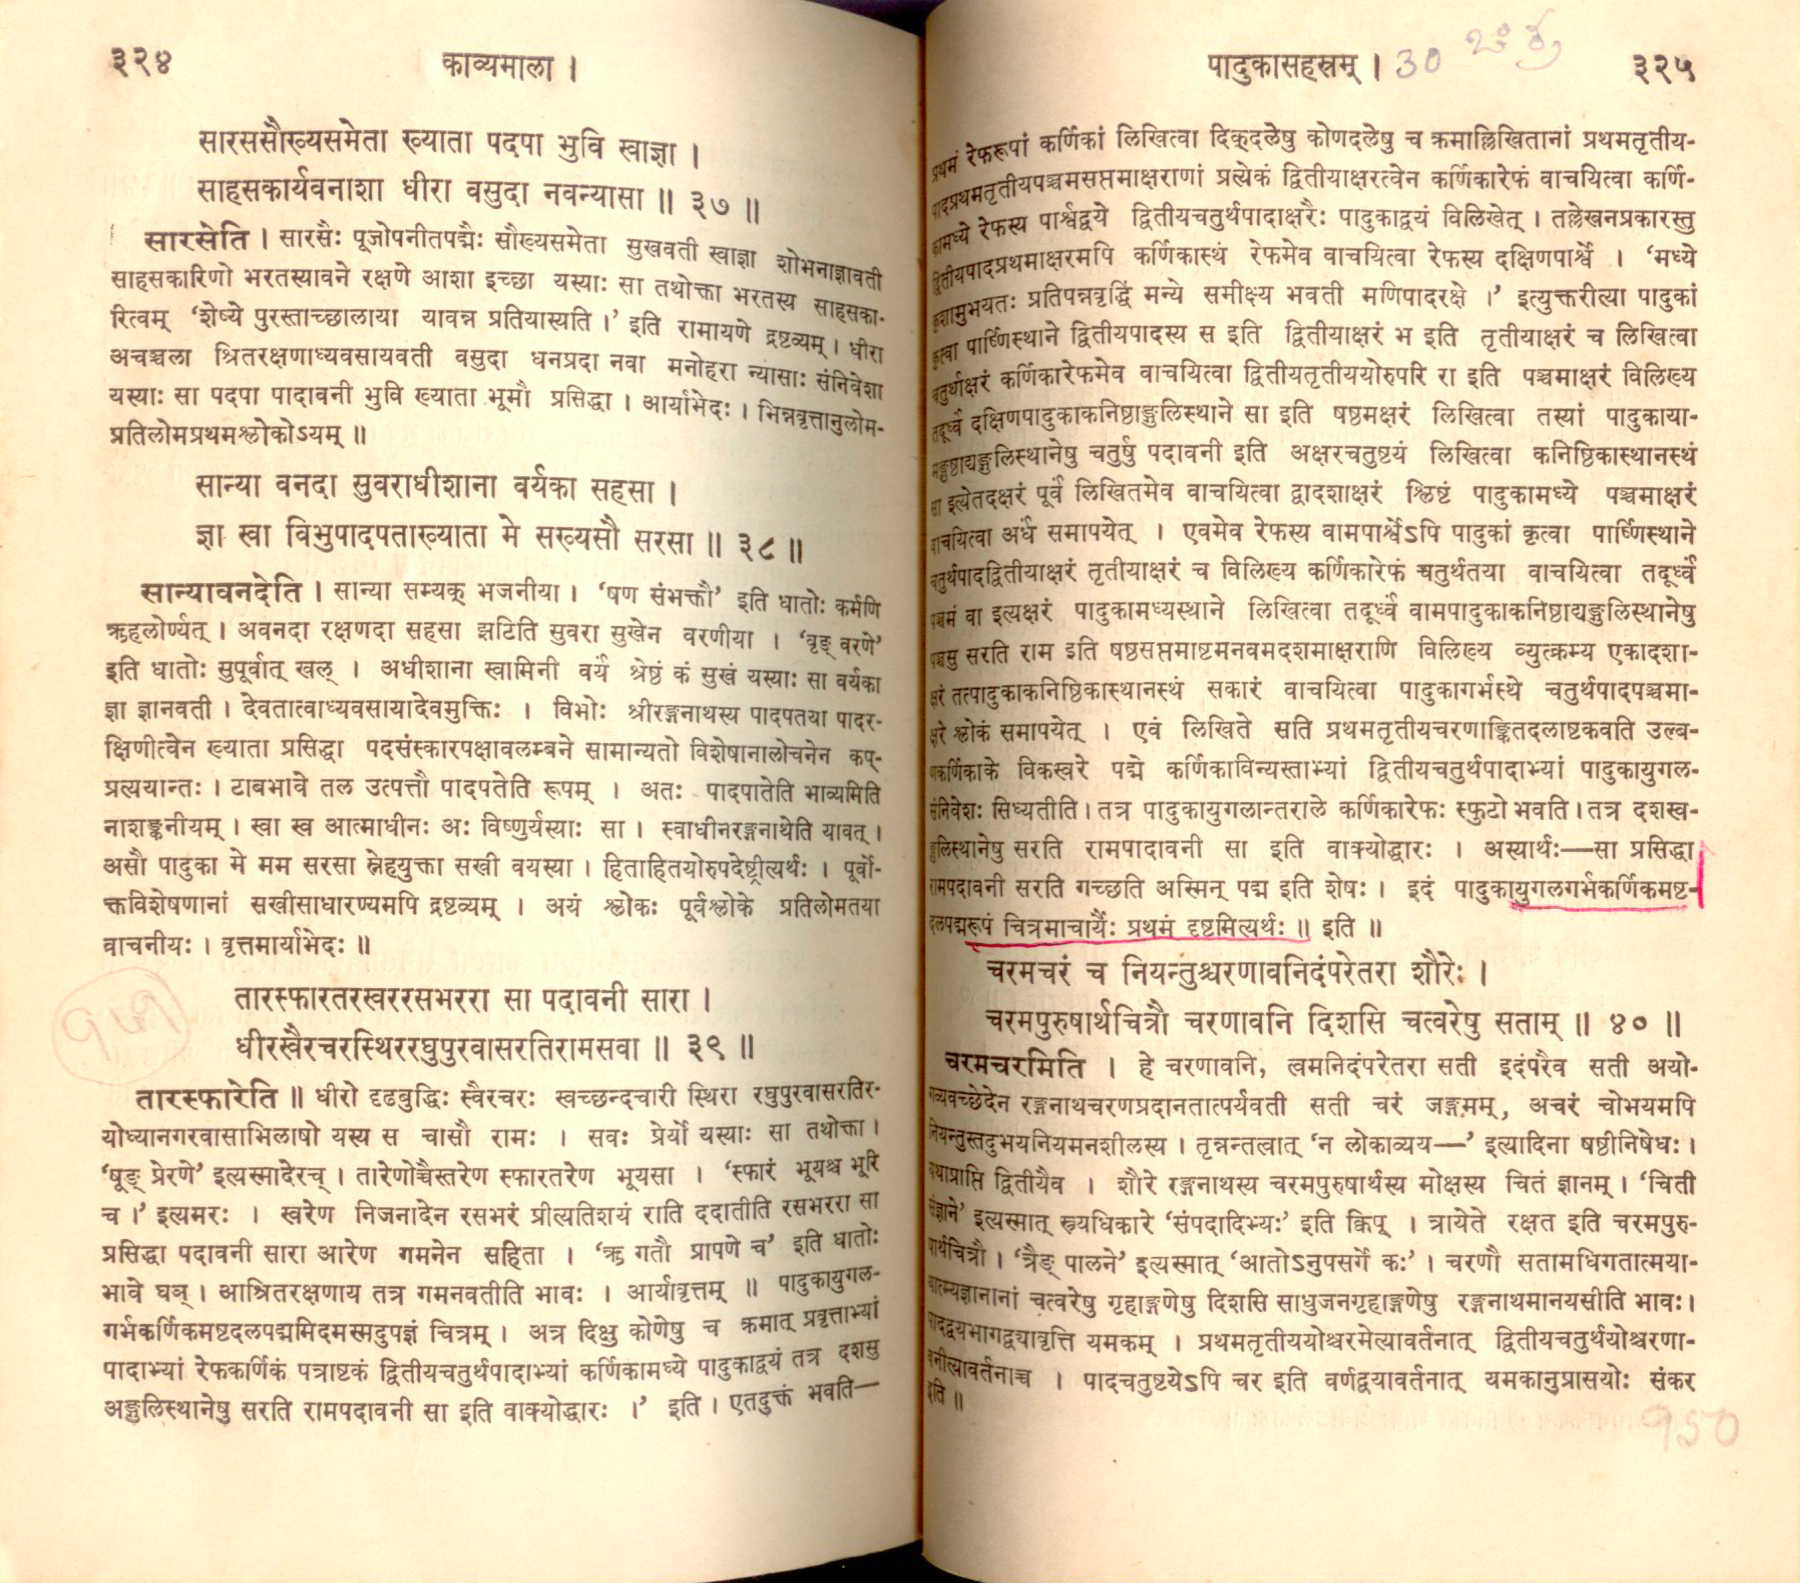 ३२४
काव्यमाला ।
सारससौख्यसमेता ख्याता पदपा भुवि स्वाज्ञा ।
साहसकार्यवनाशा धीरा वसुदा नवन्यासा ॥ ३७ ॥
सारसेति । सारसैः पूजोपनीतपद्मैः सौख्यसमेता सुखवती स्वाज्ञा शोभनाज्ञावती
साहसकारिणो भरतस्यावने रक्षणे आशा इच्छा यस्याः सा तथोक्ता भरतस्य साहसका-
रित्वम् ‘शेष्ये पुरस्ताच्छालाया यावन्न प्रतियास्यति ।’ इति रामायणे द्रष्टव्यम् । धीरा
अचञ्चला श्रितरक्षणाध्यवसायवती वसुदा धनप्रदा नवा मनोहरा न्यासाः संनिवेशा
यस्याः सा पदपा पादावनी भुवि ख्याता भूमौ प्रसिद्धा । आर्याभेदः । भिन्नवृत्तानुलोम-
प्रतिलोमप्रथमश्लोकोऽयम् ॥
सान्या वनदा सुवराधीशाना वर्यका सहसा ।
ज्ञा स्वा विभुपादपताख्याता मे सख्यसौ सरसा ॥ ३८ ॥
सान्यावनदेति । सान्या सम्यक् भजनीया । ‘षण संभक्तौ’ इति धातोः कर्मणि
ऋहलोर्ण्यत् । अवनदा रक्षणदा सहसा झटिति सुवरा सुखेन वरणीया । ‘वृङ् वरणे’
इति धातोः सुपूर्वात् खल् । अधीशाना स्वामिनी वर्यं श्रेष्ठं कं सुखं यस्याः सा वर्यका
ज्ञा ज्ञानवती । देवतात्वाध्यवसायादेवमुक्तिः । विभोः श्रीरङ्गनाथस्य पादपतया पादर-
क्षिणीत्वेन ख्याता प्रसिद्धा पदसंस्कारपक्षावलम्बने सामान्यतो विशेषानालोचनेन कप्-
प्रत्ययान्तः । टाबभावे तल उत्पत्तौ पादपतेति रूपम् । अतः पादपातेति भाव्यमिति
नाशङ्कनीयम् । स्वा स्व आत्माधीनः अः विष्णुर्यस्याः सा । स्वाधीनरङ्गनाथेति यावत् ।
असौ पादुका मे मम सरसा स्नेहयुक्ता सखी वयस्या । हिताहितयोरुपदेष्ट्रीत्यर्थः । पूर्वो-
क्तविशेषणानां सखीसाधारण्यमपि द्रष्टव्यम् । अयं श्लोकः पूर्वश्लोके प्रतिलोमतया
वाचनीयः । वृत्तमार्याभेदः ॥
तारस्फारतरस्वररसभररा सा पदावनी सारा ।
धीरस्वैरचरस्थिररघुपुरवासरतिरामसवा ॥ ३९ ॥
तारस्फारेति ॥ धीरो दृढबुद्धिः स्वैरचरः स्वच्छन्दचारी स्थिरा रघुपुरवासरतिर-
योध्यानगरवासाभिलाषो यस्य स चासौ रामः । सवः प्रेर्यो यस्याः सा तथोक्ता ।
‘षूङ् प्रेरणे’ इत्यस्मादेरच् । तारेणोच्चैस्तरेण स्फारतरेण भूयसा । ‘स्फारं भूयश्च भूरि
च ।’ इत्यमरः । स्वरेण निजनादेन रसभरं प्रीत्यतिशयं राति ददातीति रसभररा सा
प्रसिद्धा पदावनी सारा आरेण गमनेन सहिता । ‘ऋ गतौ प्रापणे च’ इति धातोः
भावे घञ् । आश्रितरक्षणाय तत्र गमनवतीति भावः । आर्यावृत्तम् ॥ पादुकायुगल-
गर्भकर्णिकमष्टदलपद्ममिदमस्मदुपज्ञं चित्रम् । अत्र दिक्षु कोणेषु च क्रमात् प्रवृत्ताभ्यां
पादाभ्यां रेफकर्णिकं पत्राष्टकं द्वितीयचतुर्थपादाभ्यां कर्णिकामध्ये पादुकाद्वयं तत्र दशसु
अङ्गुलिस्थानेषु सरति रामपदावनी सा इति वाक्योद्धारः ।’ इति । एतदुक्तं भवति—
पादुकासहस्रम् । 30
३२५
प्रथमं रेफरूपां कर्णिकां लिखित्वा दिक्दलेषु कोणदलेषु च क्रमाल्लिखितानां प्रथमतृतीय-
पादप्रथमतृतीयपञ्चमसप्तमाक्षराणां प्रत्येकं द्वितीयाक्षरत्वेन कर्णिकारेफं वाचयित्वा कर्णि-
कामध्ये रेफस्य पार्श्वद्वये द्वितीयचतुर्थपादाक्षरैः पादुकाद्वयं विलिखेत् । तल्लेखनप्रकारस्तु
द्वितीयपादप्रथमाक्षरमपि कर्णिकास्थं रेफमेव वाचयित्वा रेफस्य दक्षिणपार्श्वे । ‘मध्ये
कृशामुभयतः प्रतिपन्नवृद्धिं मन्ये समीक्ष्य भवती मणिपादरक्षे ।’ इत्युक्तरीत्या पादुकां
कृत्वा पार्ष्णिस्थाने द्वितीयपादस्य स इति द्वितीयाक्षरं भ इति तृतीयाक्षरं च लिखित्वा
चतुर्थाक्षरं कर्णिकारेफमेव वाचयित्वा द्वितीयतृतीययोरुपरि रा इति पञ्चमाक्षरं विलिख्य
तदूर्ध्वं दक्षिणपादुकाकनिष्ठाङ्गुलिस्थाने सा इति षष्ठमक्षरं लिखित्वा तस्यां पादुकाया-
मङ्गुष्ठाद्यङ्गुलिस्थानेषु चतुर्षु पदावनी इति अक्षरचतुष्टयं लिखित्वा कनिष्ठिकास्थानस्थं
सा इत्येतदक्षरं पूर्वं लिखितमेव वाचयित्वा द्वादशाक्षरं श्लिष्टं पादुकामध्ये पञ्चमाक्षरं
वाचयित्वा अर्धं समापयेत् । एवमेव रेफस्य वामपार्श्वेऽपि पादुकां कृत्वा पार्ष्णिस्थाने
चतुर्थपादद्वितीयाक्षरं तृतीयाक्षरं च विलिख्य कर्णिकारेफं चतुर्थतया वाचयित्वा तदूर्ध्वं
पञ्चमं वा इत्यक्षरं पादुकामध्यस्थाने लिखित्वा तदूर्ध्वं वामपादुकाकनिष्ठाद्यङ्गुलिस्थानेषु
पञ्चसु सरति राम इति षष्ठसप्तमाष्टमनवमदशमाक्षराणि विलिख्य व्युत्क्रम्य एकादशा-
क्षरं तत्पादुकाकनिष्ठिकास्थानस्थं सकारं वाचयित्वा पादुकागर्भस्थे चतुर्थपादपञ्चमा-
क्षरे श्लोकं समापयेत् । एवं लिखिते सति प्रथमतृतीयचरणाङ्कितदलाष्टकवति उल्ब-
णकर्णिकाके विकस्वरे पद्मे कर्णिकाविन्यस्ताभ्यां द्वितीयचतुर्थपादाभ्यां पादुकायुगल-
संनिवेशः सिध्यतीति । तत्र पादुकायुगलान्तराले कर्णिकारेफः स्फुटो भवति । तत्र दशस्व-
ङ्गुलिस्थानेषु सरति रामपादावनी सा इति वाक्योद्धारः । अस्यार्थः—सा प्रसिद्धा
रामपदावनी सरति गच्छति अस्मिन् पद्म इति शेषः । इदं पादुकायुगलगर्भकर्णिकमष्ट-
दलपद्मरूपं चित्रमाचार्यैः प्रथमं दृष्टमित्यर्थः ॥ इति ॥
चरमचरं च नियन्तुश्चरणावनिदंपरेतरा शौरेः ।
चरमपुरुषार्थचित्रौ चरणावनि दिशसि चत्वरेषु सताम् ॥ ४० ॥
चरमचरमिति । हे चरणावनि, त्वमनिदंपरेतरा सती इदंपरैव सती अयो-
गव्यवच्छेदेन रङ्गनाथचरणप्रदानतात्पर्यवती सती चरं जङ्गमम्, अचरं चोभयमपि
नियन्तुस्तदुभयनियमनशीलस्य । तृन्नन्तत्वात् ‘न लोकाव्यय—’ इत्यादिना षष्ठीनिषेधः ।
यथाप्राप्ति द्वितीयैव । शौरे रङ्गनाथस्य चरमपुरुषार्थस्य मोक्षस्य चितं ज्ञानम् । ‘चिती
संज्ञाने’ इत्यस्मात् स्त्र्यधिकारे ‘संपदादिभ्यः’ इति क्विप् । त्रायेते रक्षत इति चरमपुरु-
षार्थचित्रौ । ‘त्रैङ् पालने’ इत्यस्मात् ‘आतोऽनुपसर्गे कः’ । चरणौ सतामधिगतात्मया-
थात्म्यज्ञानानां चत्वरेषु गृहाङ्गणेषु दिशसि साधुजनगृहाङ्गणेषु रङ्गनाथमानयसीति भावः ।
पादद्वयभागद्वयावृत्ति यमकम् । प्रथमतृतीययोश्चरमेत्यावर्तनात् द्वितीयचतुर्थयोश्चरणा-
वनीत्यावर्तनाच्च । पादचतुष्टयेऽपि चर इति वर्णद्वयावर्तनात् यमकानुप्रासयोः संकर
इति ॥